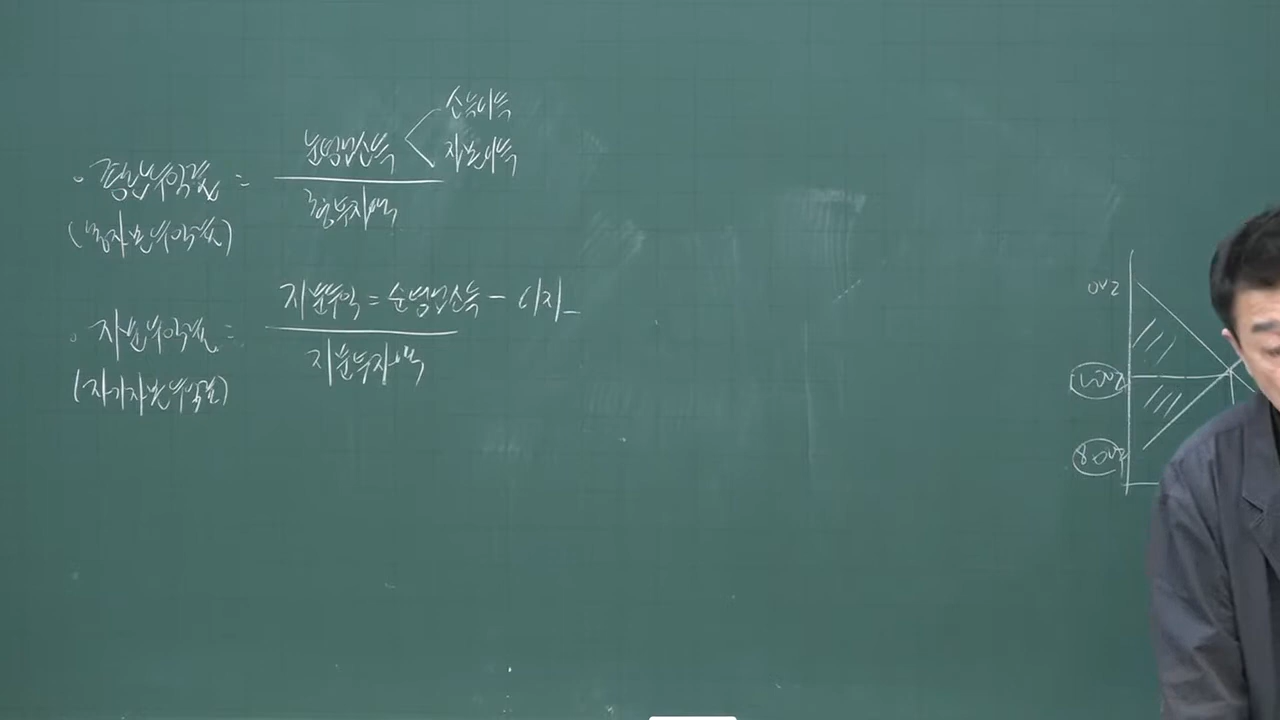 소득이득
순영업소득 < 자본이득
· 종합수익률 = ――――
총투자액
(총자본수익률)
지분수익 = 순영업소득 - 이자
· 지분수익률 = ――――
지분투자액
(자기자본수익률)